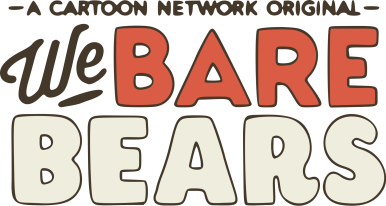 – A CARTOON NETWORK ORIGINAL –
We BARE
BEARS